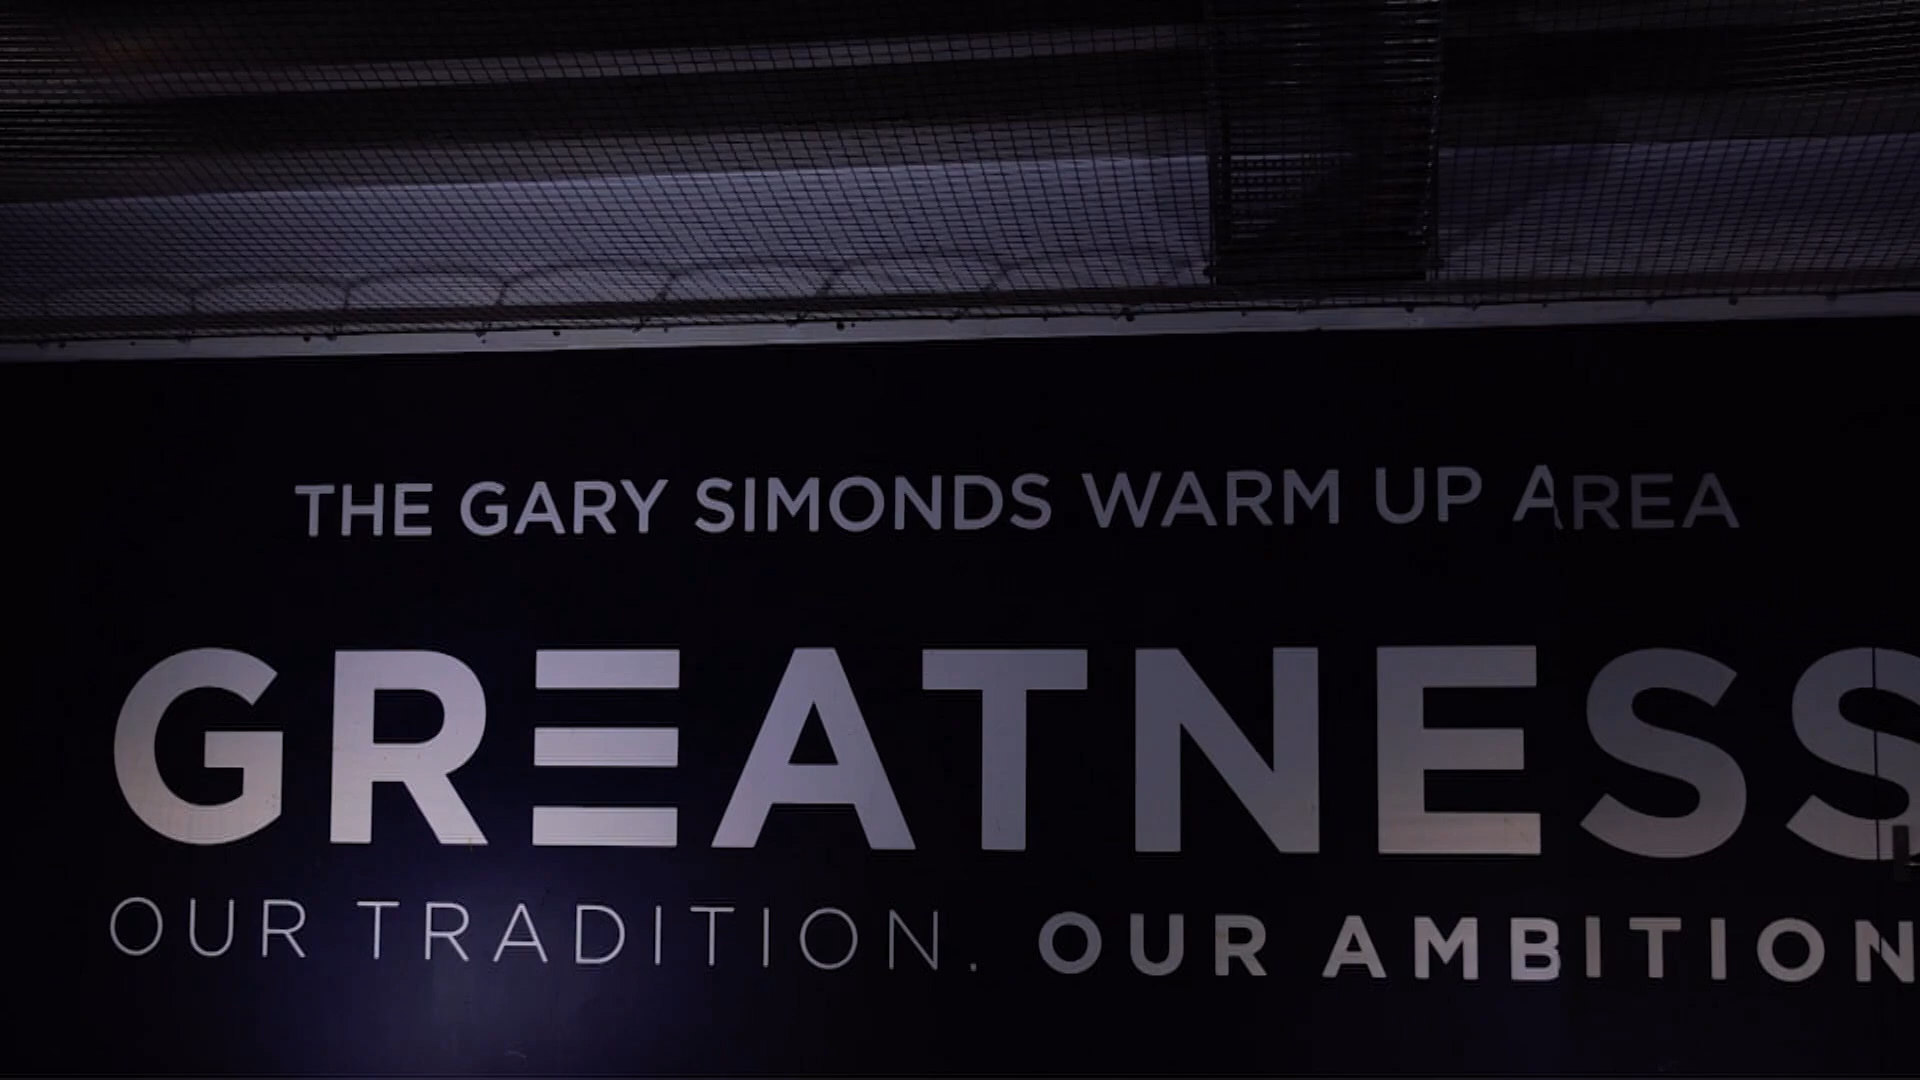 THE GARY SIMONDS WARM UP AREA
GREATNESS
OUR TRADITION. OUR AMBITION